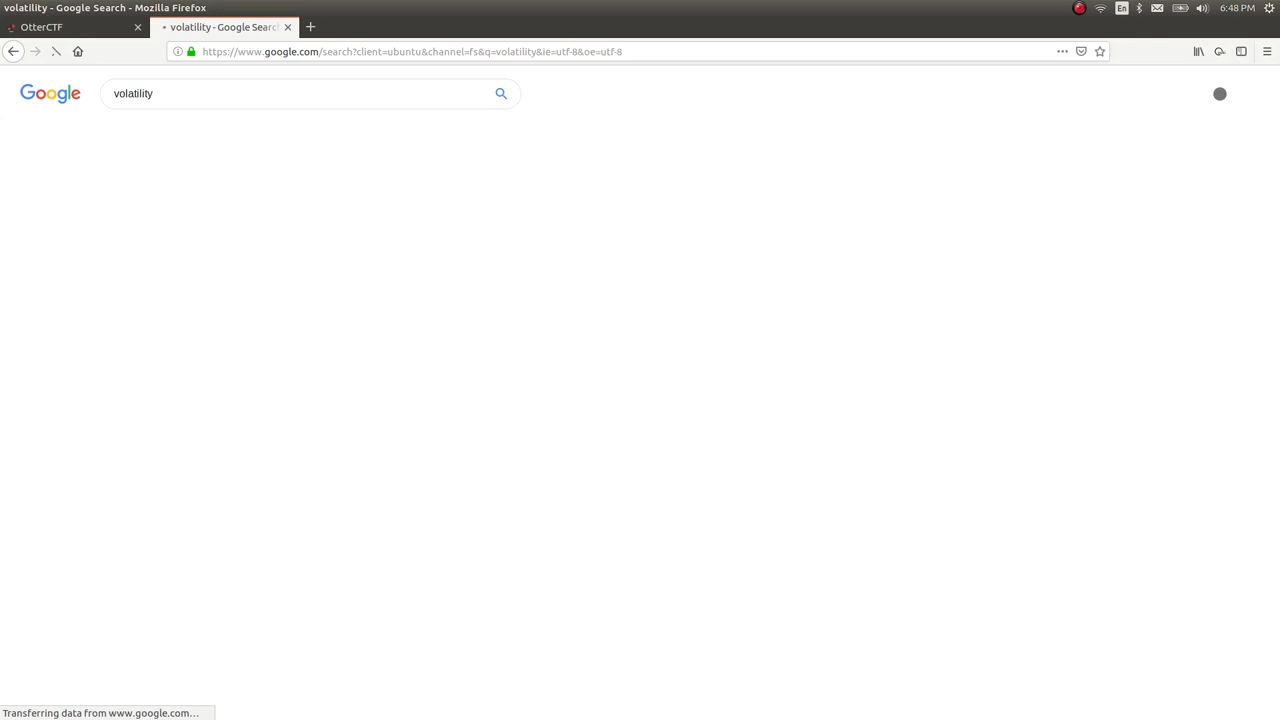 volatility - Google Search - Mozilla Firefox
En
6:48 PM
OtterCTF
volatility - Google Searc
https://www.google.com/search?client=ubuntu&channel=fs&q=volatility&ie=utf-8&oe=utf-8
Google
volatility
Transferring data from www.google.com…